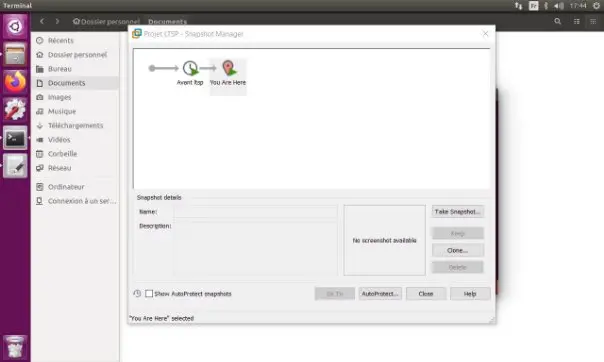 Terminal
Fr
17:44
Dossier personnel
Documents
Récents
Dossier personnel
Bureau
Documents
Images
Musique
Téléchargements
Vidéos
Corbeille
Réseau
Ordinateur
Connexion à un ser...
Projet LTSP - Snapshot Manager
Avant ltsp
You Are Here
Snapshot details
Name:
Description:
No screenshot available
Take Snapshot...
Keep
Clone...
Delete
Show AutoProtect snapshots
Go To
AutoProtect...
Close
Help
"You Are Here" selected